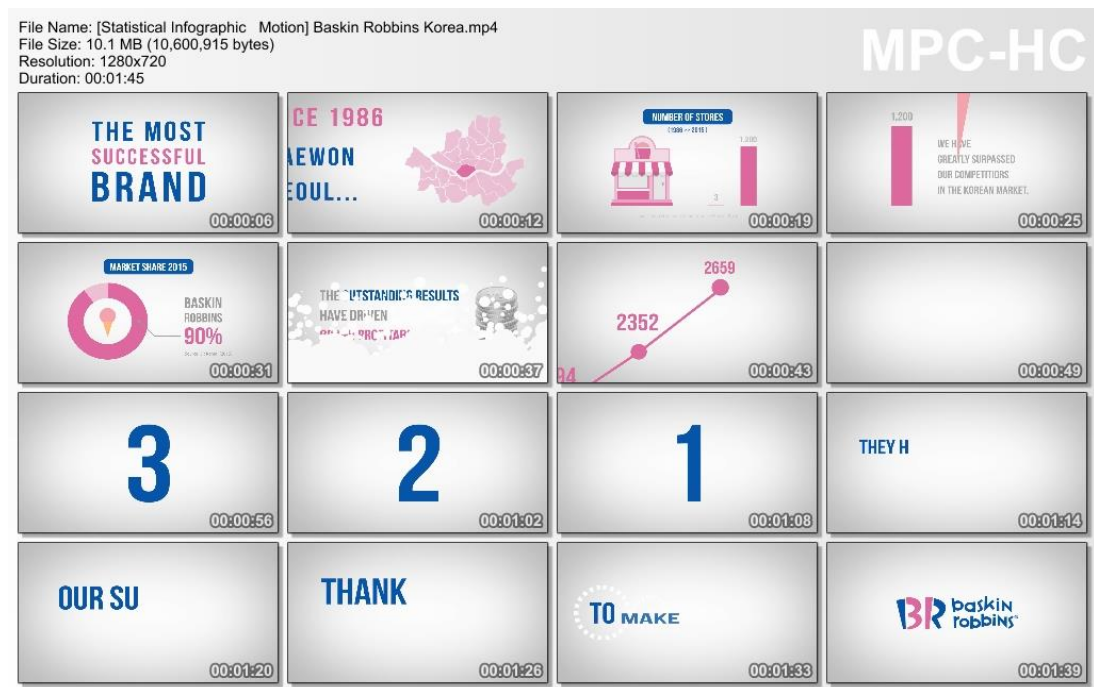 File Name: [Statistical Infographic   Motion] Baskin Robbins Korea.mp4
File Size: 10.1 MB (10,600,915 bytes)
Resolution: 1280x720
Duration: 00:01:45
MPC-HC
THE MOST
SUCCESSFUL
BRAND
00:00:06
CE 1986
AEWON
EOUL...
00:00:12
NUMBER OF STORES
1,200
3
00:00:19
1,200
WE HAVE
GREATLY SURPASSED
OUR COMPETITIORS
IN THE KOREAN MARKET.
00:00:25
MARKET SHARE 2015
BASKIN
ROBBINS
90%
00:00:31
THE OUTSTANDING RESULTS
HAVE DRIVEN
00:00:37
2659
2352
94
00:00:43
00:00:49
3
00:00:56
2
00:01:02
1
00:01:08
THEY H
00:01:14
OUR SU
00:01:20
THANK
00:01:26
TO MAKE
00:01:33
BR baskin
robbins
00:01:39